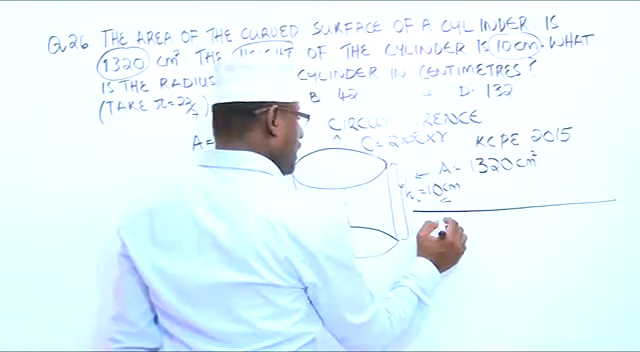 Q26 THE AREA OF THE CURVED SURFACE OF A CYLINDER IS
1320 cm². THE HEIGHT OF THE CYLINDER IS 10cm. WHAT
IS THE RADIUS CYLINDER IN CENTIMETRES?
(TAKE π=22/7) B 42 D. 132
CIRCUMFERENCE
A= C= KCPE 2015
A= 1320cm²
h=10cm